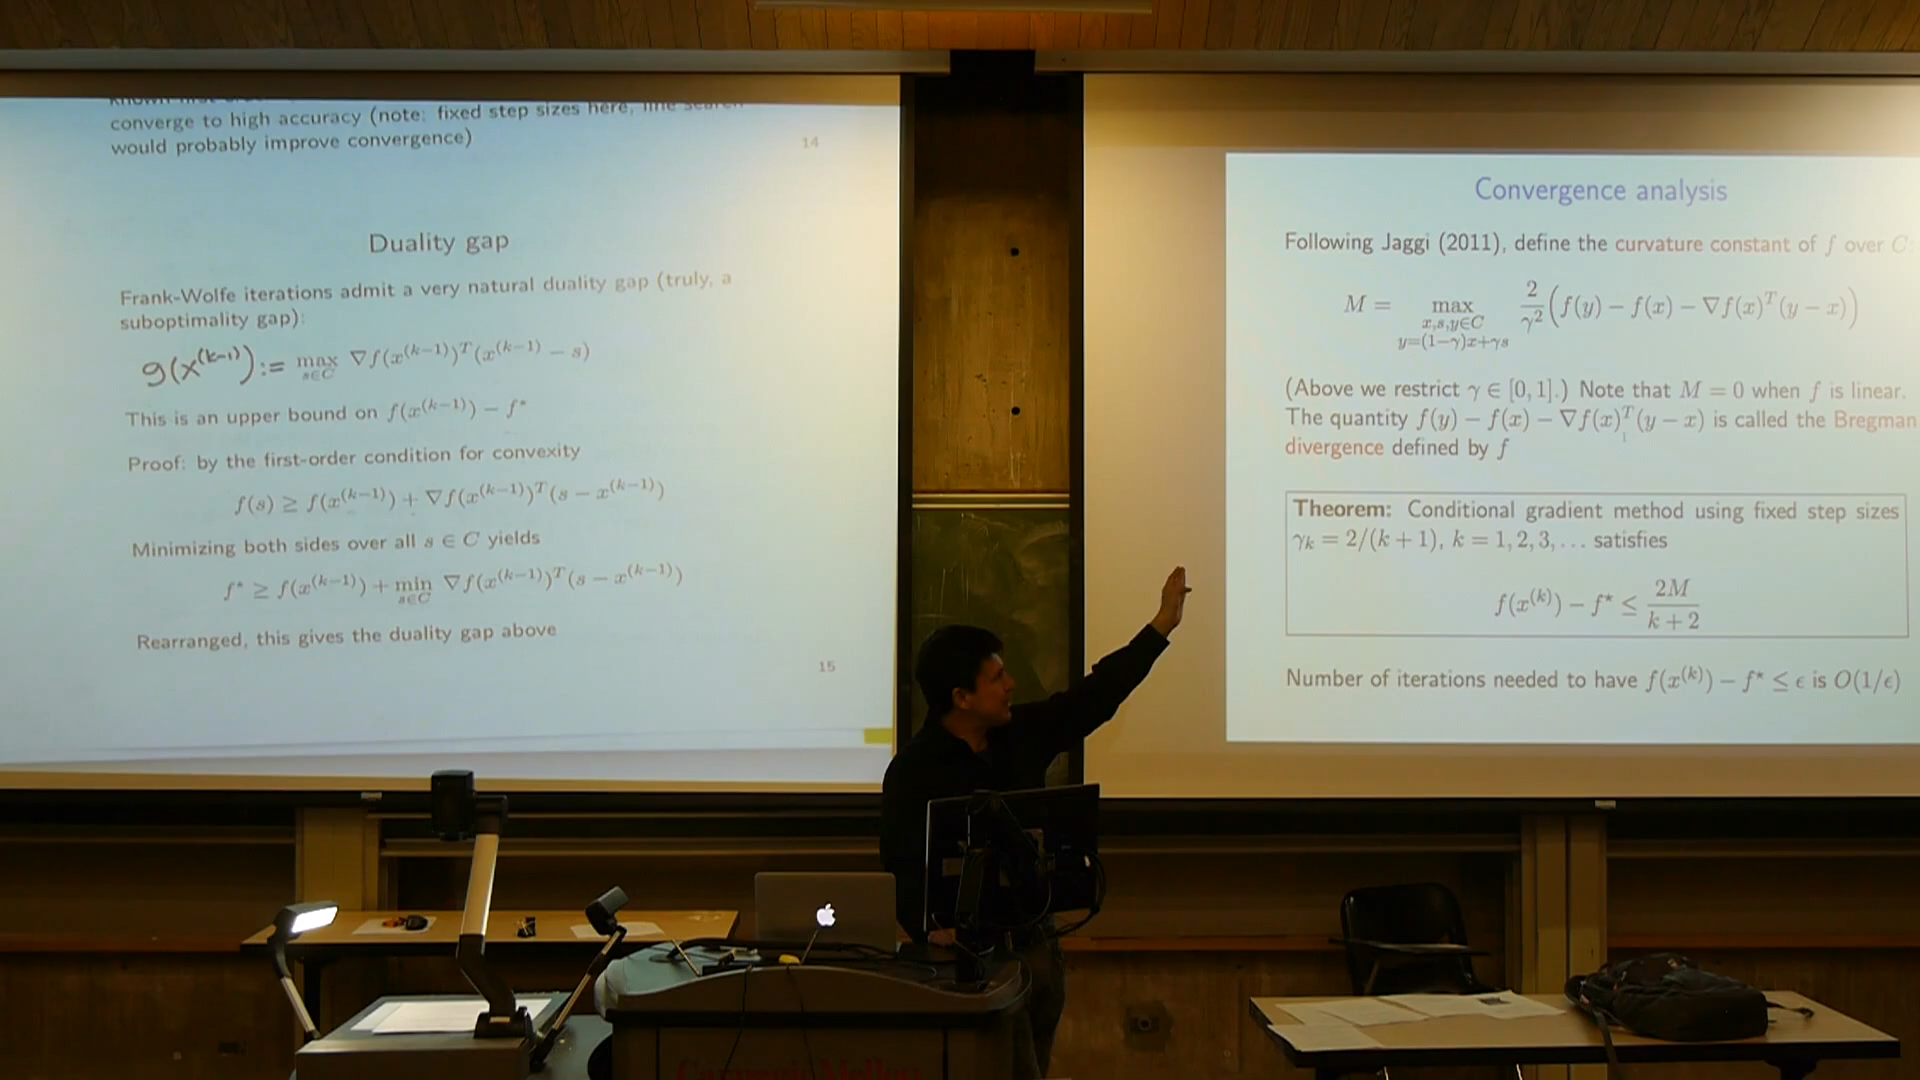 converge to high accuracy (note: fixed step sizes here, line search
would probably improve convergence)
14
Duality gap
Frank-Wolfe iterations admit a very natural duality gap (truly, a
suboptimality gap):
g(x^(k-1)) := max_{s∈C} ∇f(x^(k−1))^T(x^(k−1) − s)
This is an upper bound on f(x^(k−1)) − f*
Proof: by the first-order condition for convexity
f(s) ≥ f(x^(k−1)) + ∇f(x^(k−1))^T(s − x^(k−1))
Minimizing both sides over all s ∈ C yields
f* ≥ f(x^(k−1)) + min_{s∈C} ∇f(x^(k−1))^T(s − x^(k−1))
Rearranged, this gives the duality gap above
15
Convergence analysis
Following Jaggi (2011), define the curvature constant of f over C:
M = max_{x,s,y∈C, y=(1−γ)x+γs} 2/γ² (f(y) − f(x) − ∇f(x)^T(y − x))
(Above we restrict γ ∈ [0, 1].) Note that M = 0 when f is linear.
The quantity f(y) − f(x) − ∇f(x)^T(y − x) is called the Bregman
divergence defined by f
Theorem: Conditional gradient method using fixed step sizes
γ_k = 2/(k + 1), k = 1, 2, 3, . . . satisfies
f(x^(k)) − f* ≤ 2M/(k + 2)
Number of iterations needed to have f(x^(k)) − f* ≤ ϵ is O(1/ϵ)
Carnegie Mellon